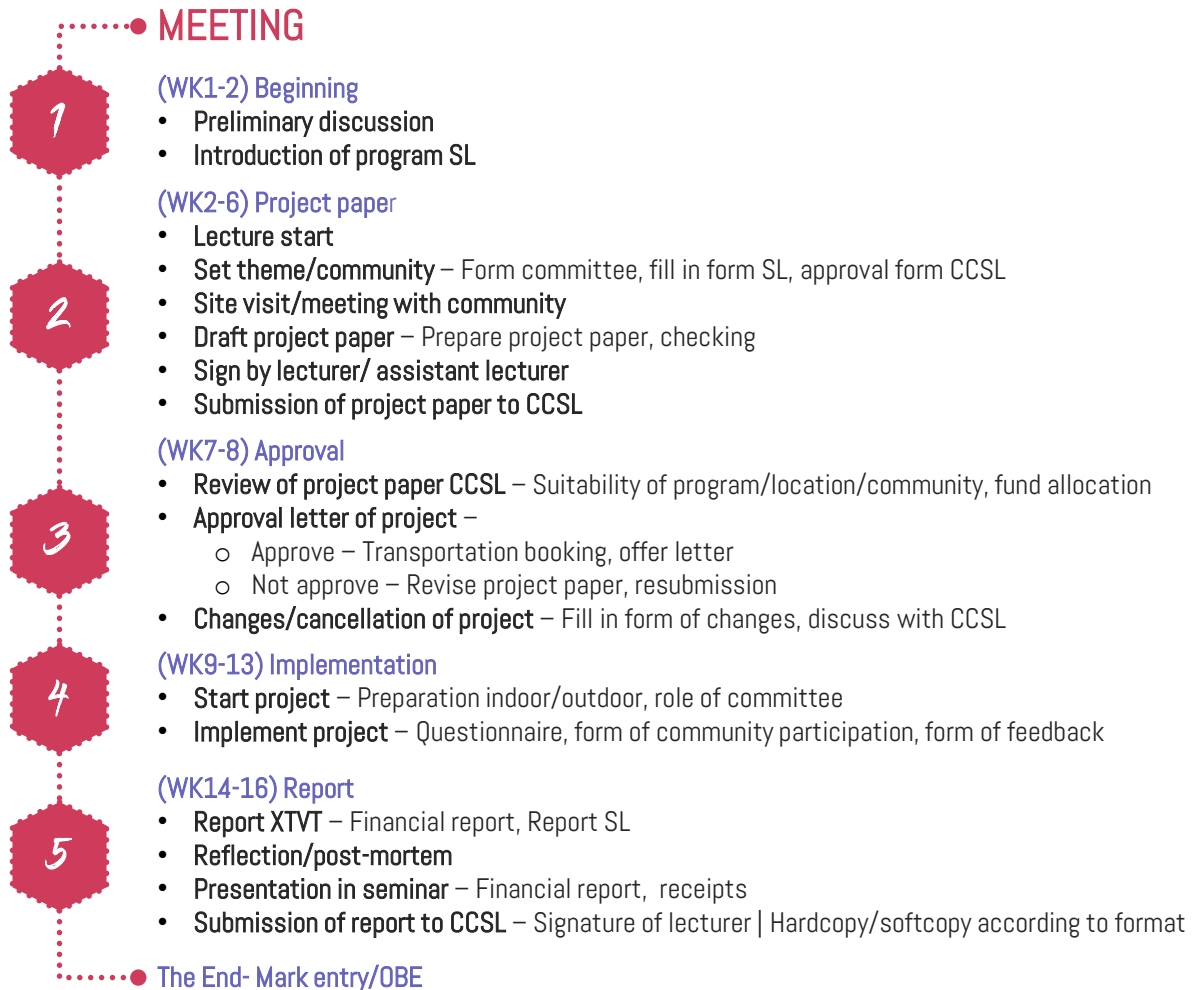 MEETING
1
(WK1-2) Beginning
• Preliminary discussion
• Introduction of program SL
2
(WK2-6) Project paper
• Lecture start
• Set theme/community – Form committee, fill in form SL, approval form CCSL
• Site visit/meeting with community
• Draft project paper – Prepare project paper, checking
• Sign by lecturer/ assistant lecturer
• Submission of project paper to CCSL
3
(WK7-8) Approval
• Review of project paper CCSL – Suitability of program/location/community, fund allocation
• Approval letter of project –
o Approve – Transportation booking, offer letter
o Not approve – Revise project paper, resubmission
• Changes/cancellation of project – Fill in form of changes, discuss with CCSL
4
(WK9-13) Implementation
• Start project – Preparation indoor/outdoor, role of committee
• Implement project – Questionnaire, form of community participation, form of feedback
5
(WK14-16) Report
• Report XTVT – Financial report, Report SL
• Reflection/post-mortem
• Presentation in seminar – Financial report, receipts
• Submission of report to CCSL – Signature of lecturer | Hardcopy/softcopy according to format
The End- Mark entry/OBE